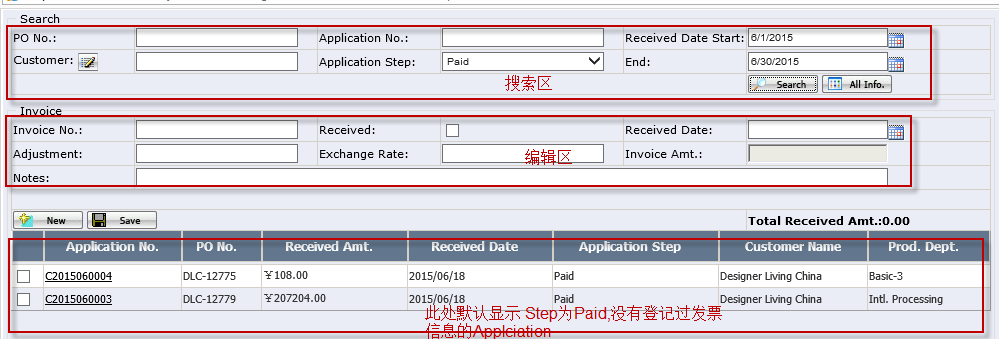 Search
PO No.: Application No.: Received Date Start: 6/1/2015
Customer: Application Step: Paid End: 6/30/2015
搜索区
Search All Info.
Invoice
Invoice No.: Received: Received Date:
Adjustment: Exchange Rate: 编辑区 Invoice Amt.:
Notes:
New Save Total Received Amt.:0.00
Application No. PO No. Received Amt. Received Date Application Step Customer Name Prod. Dept.
C2015060004 DLC-12775 ￥108.00 2015/06/18 Paid Designer Living China Basic-3
C2015060003 DLC-12779 ￥207204.00 2015/06/18 Paid Designer Living China Intl. Processing
此处默认显示 Step为Paid,没有登记过发票
信息的Applciation